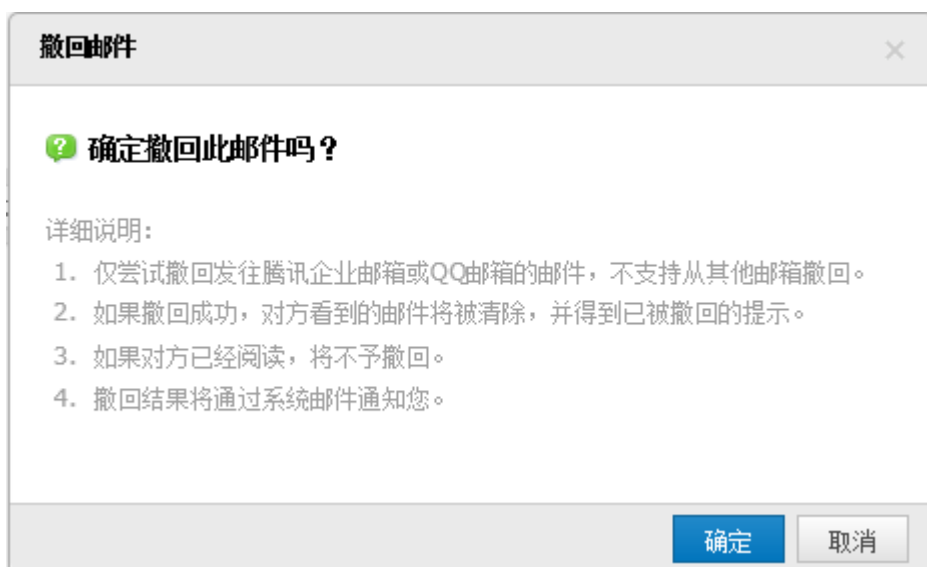 撤回邮件
确定撤回此邮件吗？
详细说明：
1. 仅尝试撤回发往腾讯企业邮箱或QQ邮箱的邮件，不支持从其他邮箱撤回。
2. 如果撤回成功，对方看到的邮件将被清除，并得到已被撤回的提示。
3. 如果对方已经阅读，将不予撤回。
4. 撤回结果将通过系统邮件通知您。
确定 取消